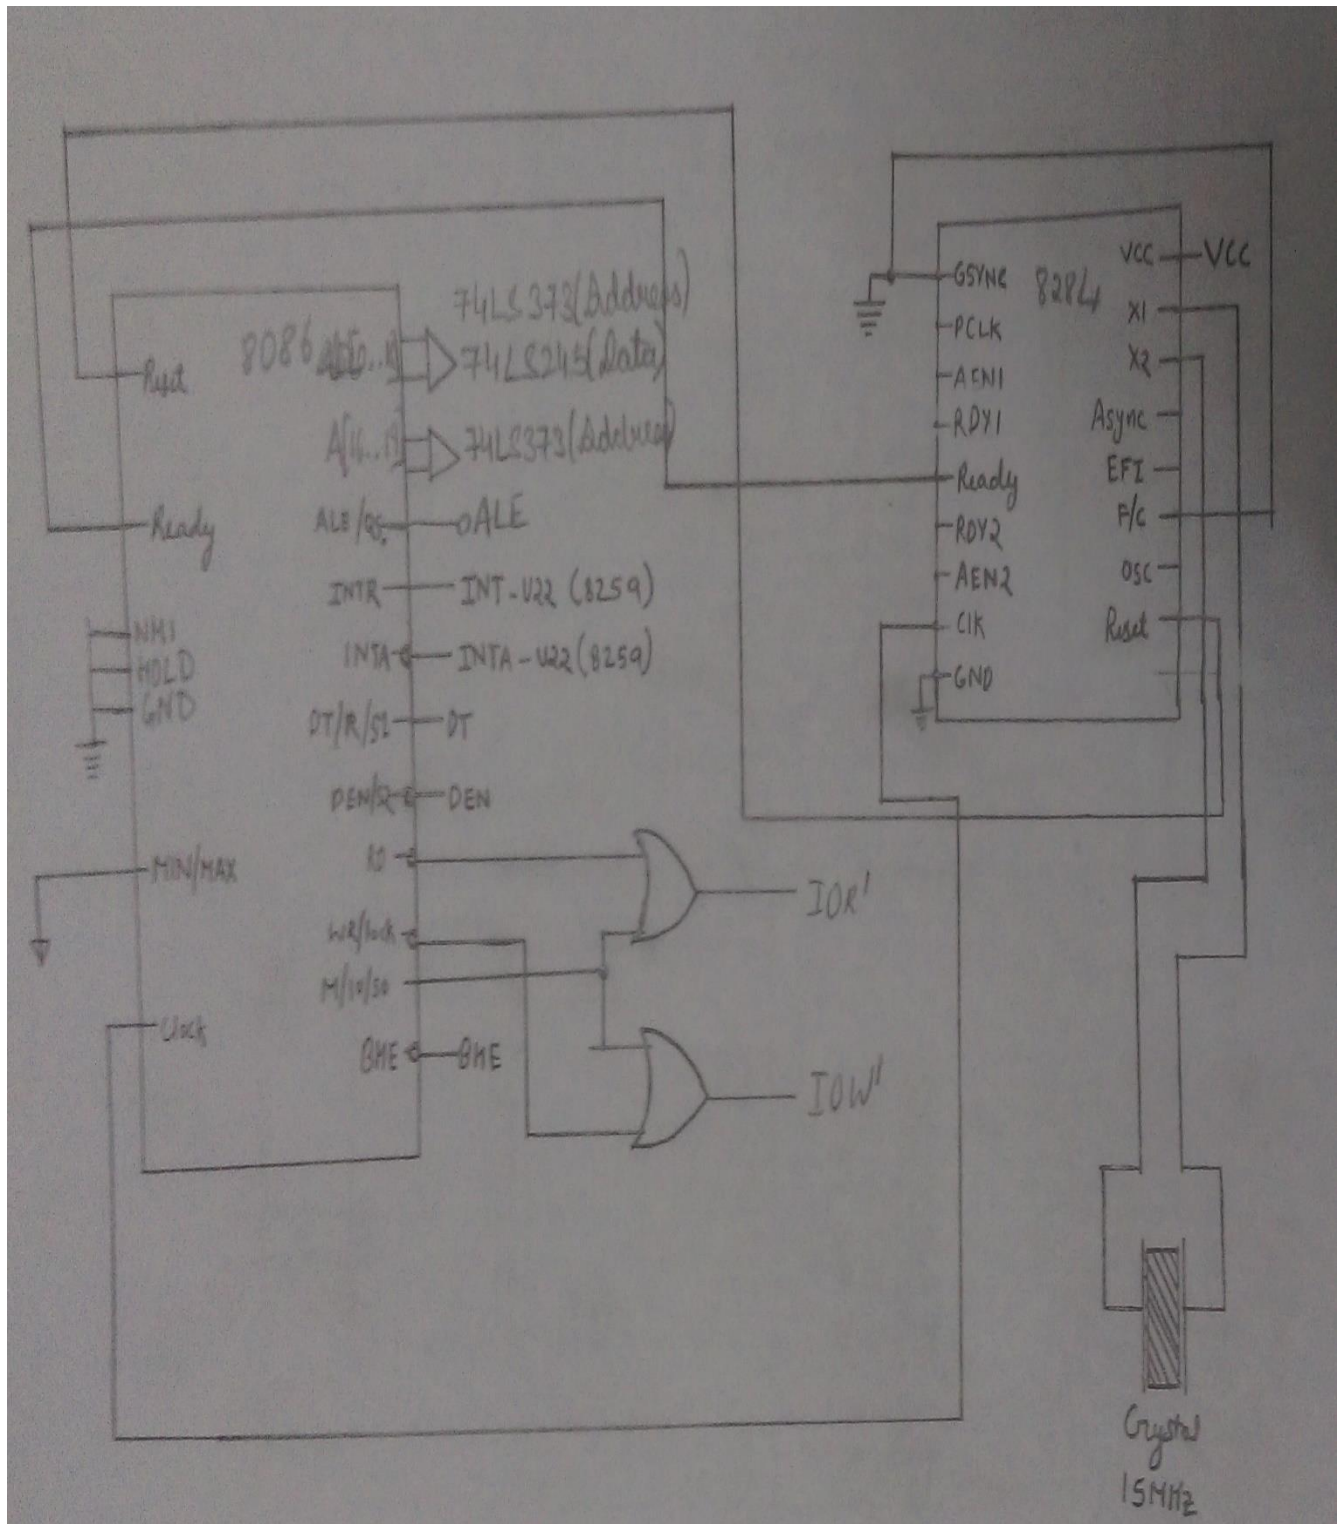 8086
74LS373(Address)
74LS245(Data)
A[16..19]
74LS373(Address)
Reset
Ready
NMI
HOLD
GND
MIN/MAX
Clock
ALE/QS
ALE
INTR
INT-U22 (8259)
INTA
INTA-U22(8259)
DT/R/S1
DT
DEN/S2
DEN
RD
WR/Lock
M/IO/S0
BHE
BHE
IOR'
IOW'
8284
GSYNC
PCLK
AEN1
RDY1
Ready
RDY2
AEN2
Clk
GND
VCC
VCC
X1
X2
Async
EFI
F/C
OSC
Reset
Crystal
15MHz